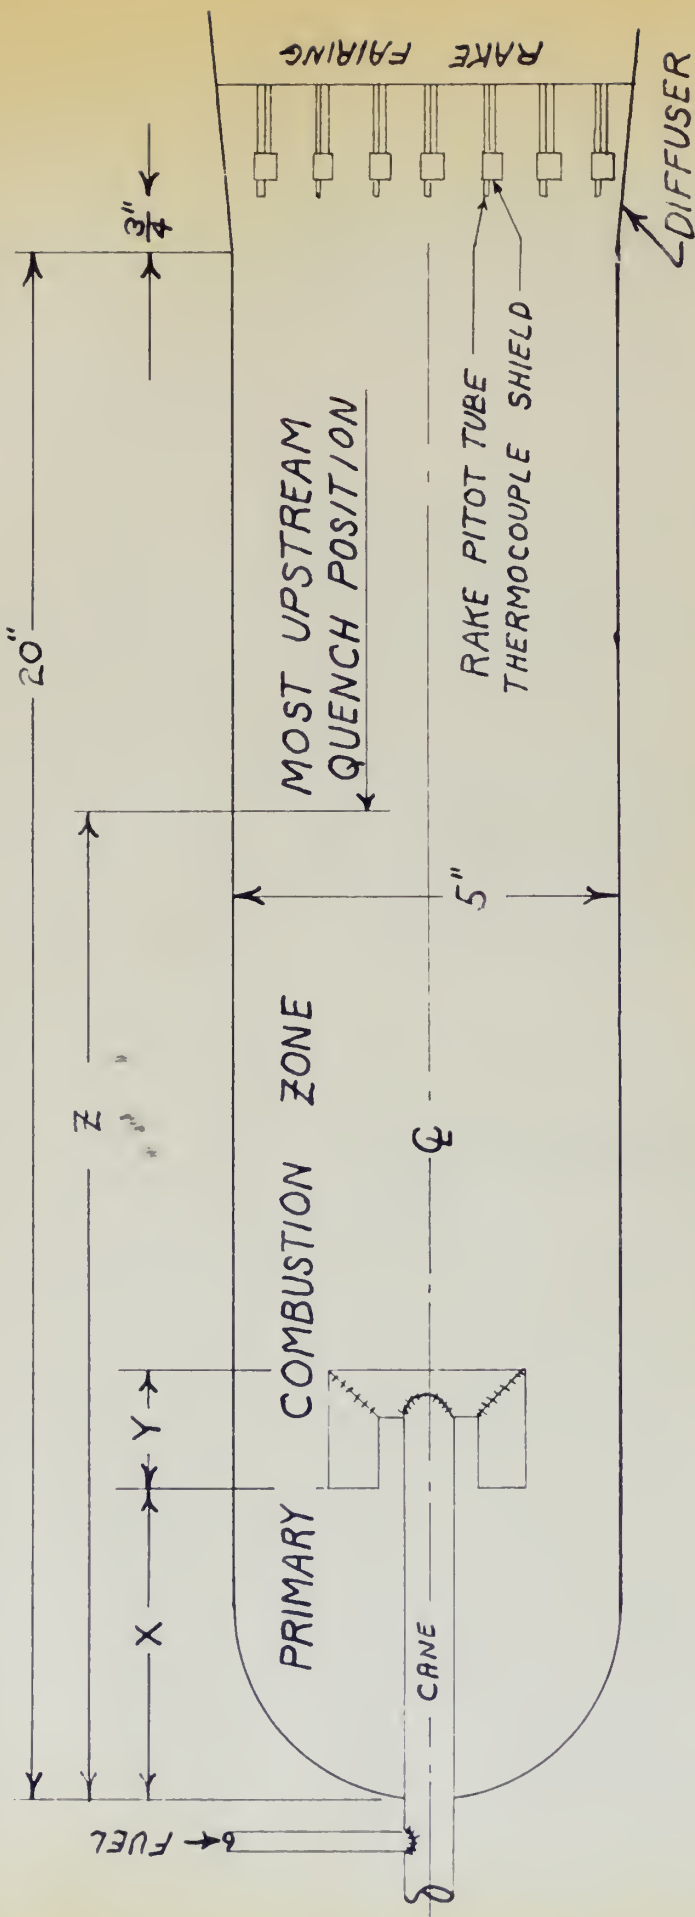 20"
Z
X
Y
3/4"
FUEL
MOST UPSTREAM
QUENCH POSITION
PRIMARY COMBUSTION ZONE
5"
CANE
℄
RAKE PITOT TUBE
THERMOCOUPLE SHIELD
RAKE FAIRING
DIFFUSER